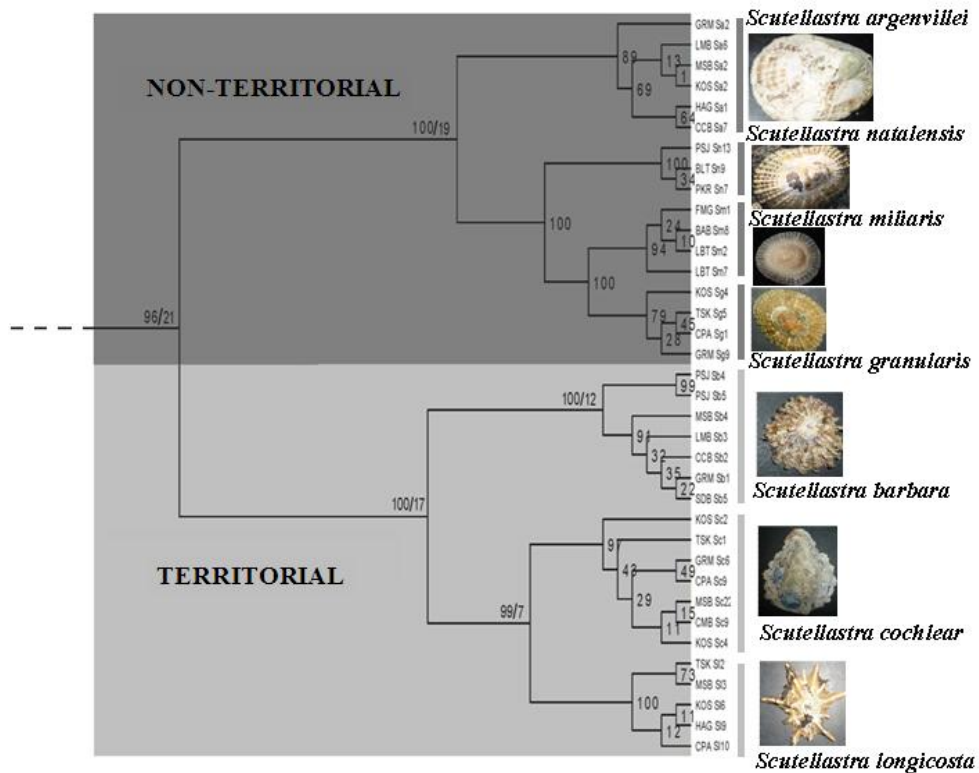 Scutellastra argenvillei
GRM Sa2
LMB Sa6
89
13
MSB Sa2
1
NON-TERRITORIAL
69
KOS Sa2
HAG Sa1
64
100/19
CCB Sa7
Scutellastra natalensis
PSJ Sn13
100
BLT Sn9
34
PKR Sn7
FMG Sm1
Scutellastra miliaris
100
24
BAB Sm8
10
94
LBT Sm2
LBT Sm7
100
KOS Sg4
96/21
79
TSK Sg5
45
CPA Sg1
28
GRM Sg9
Scutellastra granularis
PSJ Sb4
99
100/12
PSJ Sb5
MSB Sb4
91
LMB Sb3
32
CCB Sb2
35
GRM Sb1
22
SDB Sb5
Scutellastra barbara
100/17
KOS Sc2
TSK Sc1
43
GRM Sc6
49
TERRITORIAL
CPA Sc9
29
MSB Sc22
15
99/7
CMB Sc9
11
KOS Sc4
Scutellastra cochlear
TSK Sl2
73
MSB Sl3
100
KOS Sl6
11
HAG Sl9
12
CPA Sl10
Scutellastra longicosta